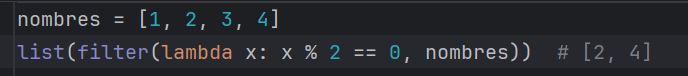 nombres = [1, 2, 3, 4]
list(filter(lambda x: x % 2 == 0, nombres))  # [2, 4]